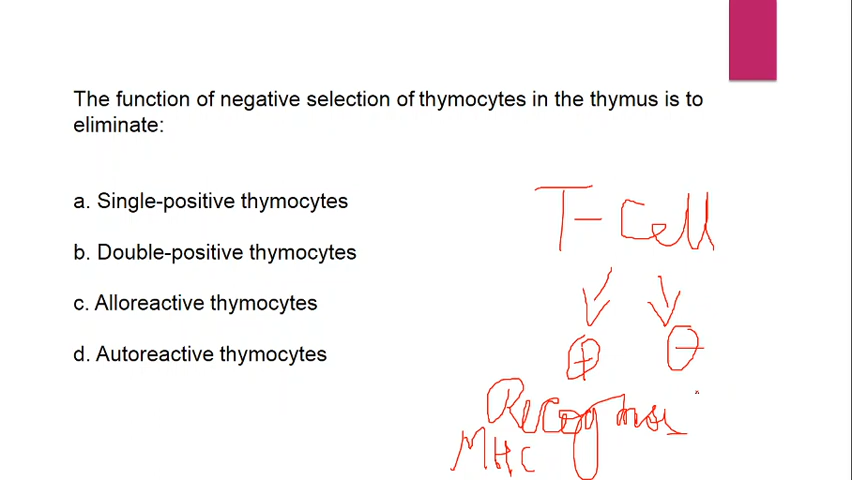 The function of negative selection of thymocytes in the thymus is to
eliminate:
a. Single-positive thymocytes
b. Double-positive thymocytes
c. Alloreactive thymocytes
d. Autoreactive thymocytes
T-Cell
+ -
MHC